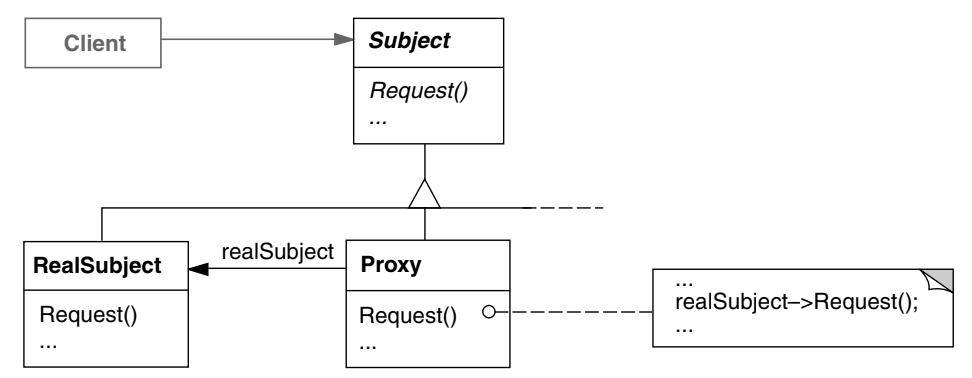 Client
Subject
Request()
...
RealSubject
Request()
...
realSubject
Proxy
Request()
...
...
realSubject–>Request();
...